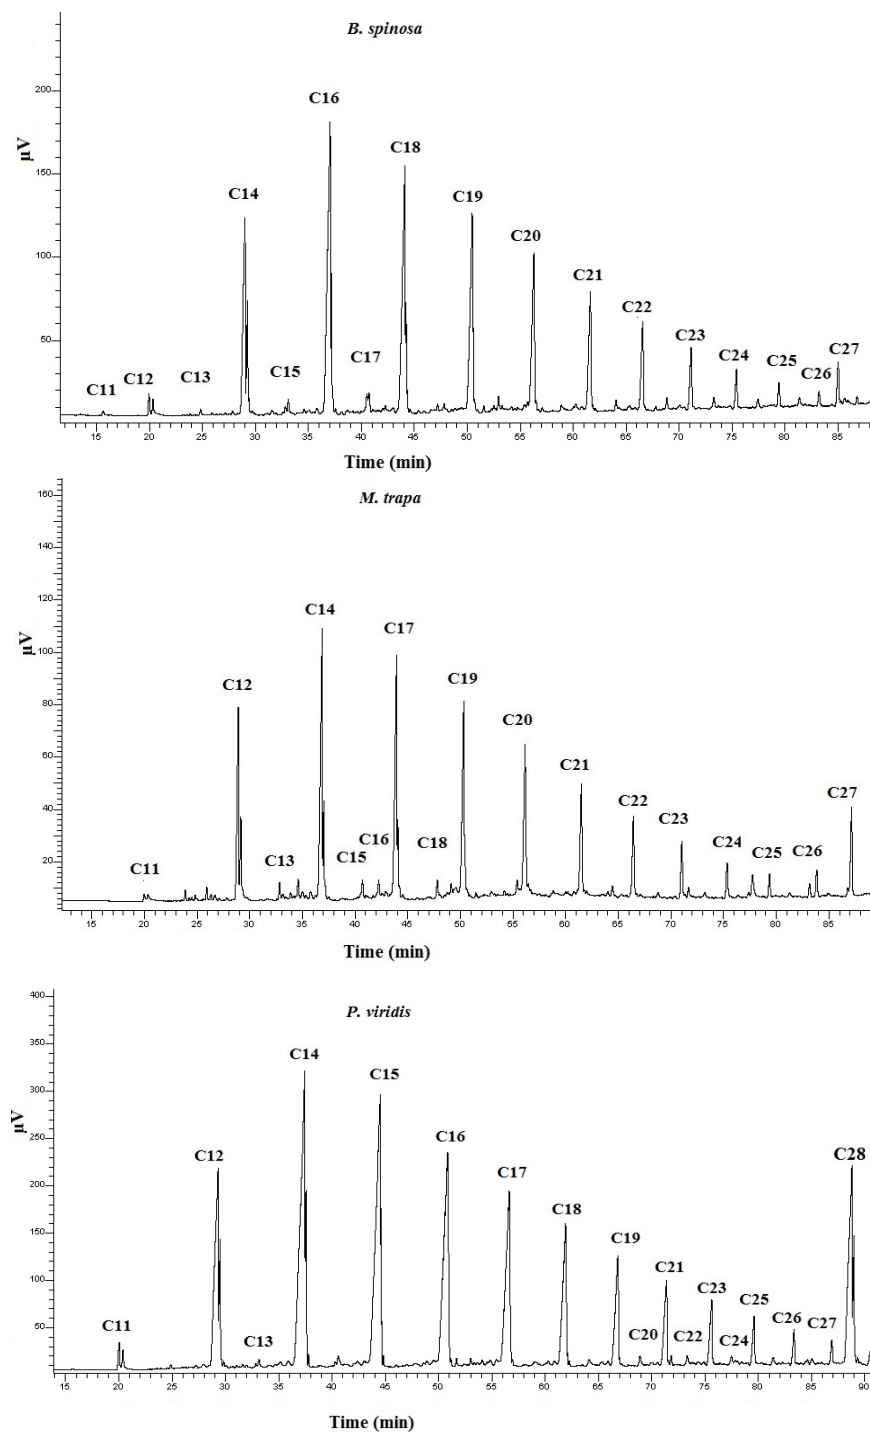 B. spinosa
µV
200
150
100
50
C11
C12
C13
C14
C15
C16
C17
C18
C19
C20
C21
C22
C23
C24
C25
C26
C27
15 20 25 30 35 40 45 50 55 60 65 70 75 80 85
Time (min)
M. trapa
µV
160
140
120
100
80
60
40
20
C11
C12
C13
C14
C15
C16
C17
C18
C19
C20
C21
C22
C23
C24
C25
C26
C27
15 20 25 30 35 40 45 50 55 60 65 70 75 80 85
Time (min)
P. viridis
µV
400
350
300
250
200
150
100
50
C11
C12
C13
C14
C15
C16
C17
C18
C19
C20
C21
C22
C23
C24
C25
C26
C27
C28
15 20 25 30 35 40 45 50 55 60 65 70 75 80 85 90
Time (min)